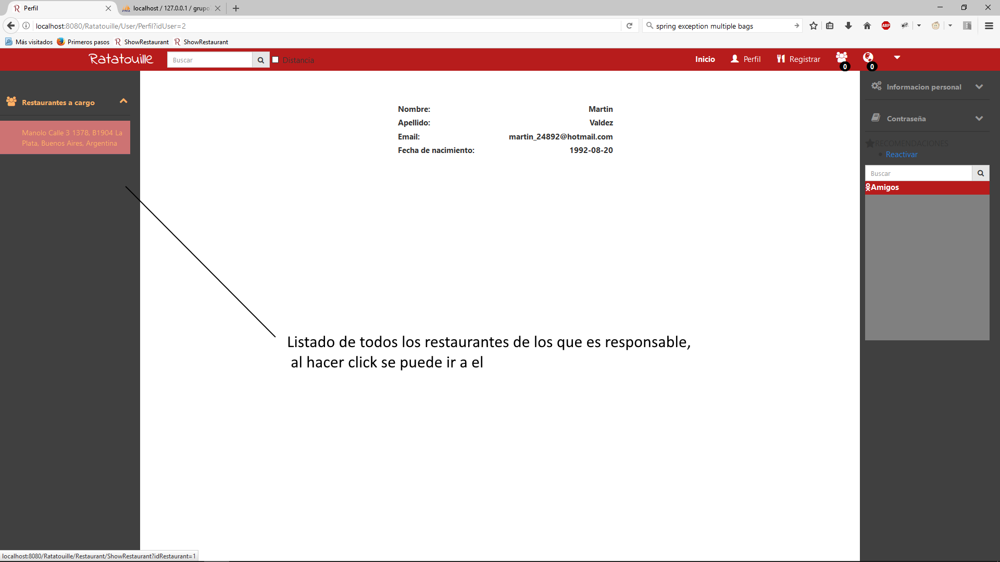 Perfil
localhost / 127.0.0.1 / grupo
localhost:8080/Ratatouille/User/Perfil?idUser=2
spring exception multiple bags
ABP
Más visitados
Primeros pasos
R ShowRestaurant
R ShowRestaurant
Ratatouille
Buscar
Distancia
Inicio
Perfil
Registrar
0
0
Restaurantes a cargo
Manolo Calle 3 1378, B1904 La
Plata, Buenos Aires, Argentina
Nombre: Martin
Apellido: Valdez
Email: martin_24892@hotmail.com
Fecha de nacimiento: 1992-08-20
Listado de todos los restaurantes de los que es responsable,
al hacer click se puede ir a el
Informacion personal
Contraseña
RECOMENDACIONES
Reactivar
Buscar
Amigos
localhost:8080/Ratatouille/Restaurant/ShowRestaurant?idRestaurant=1